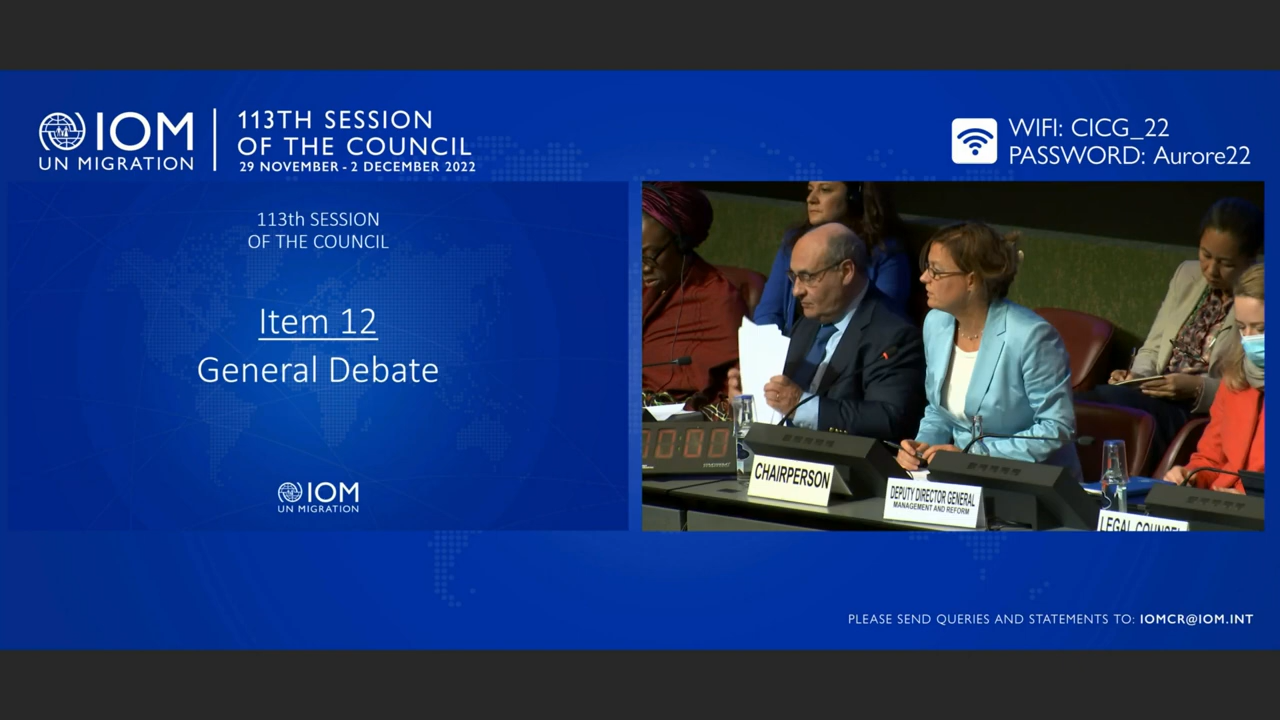 IOM
UN MIGRATION
113TH SESSION
OF THE COUNCIL
29 NOVEMBER - 2 DECEMBER 2022
WIFI: CICG_22
PASSWORD: Aurore22
113th SESSION
OF THE COUNCIL
Item 12
General Debate
IOM
UN MIGRATION
00:00
CHAIRPERSON
DEPUTY DIRECTOR GENERAL
MANAGEMENT AND REFORM
LEGAL COUNSEL
PLEASE SEND QUERIES AND STATEMENTS TO: IOMCR@IOM.INT